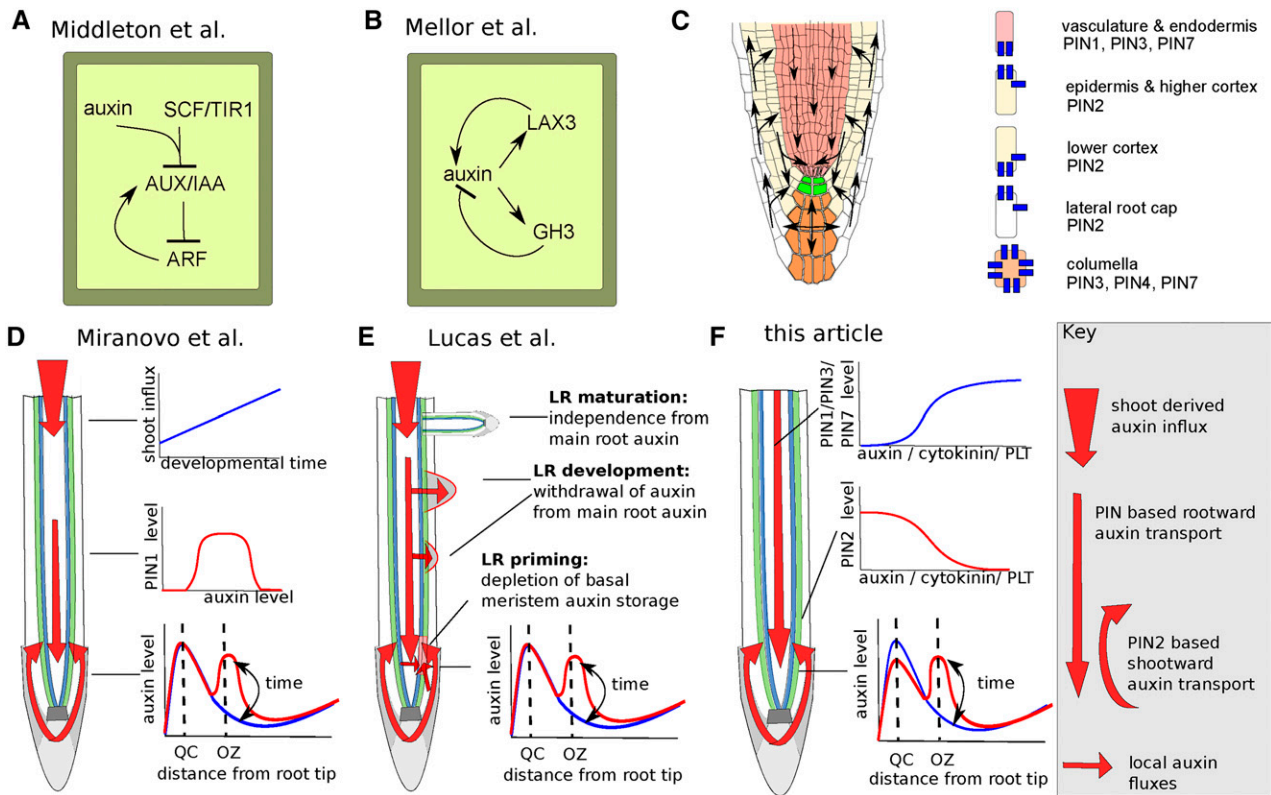 A Middleton et al.
auxin SCF/TIR1
AUX/IAA
ARF
B Mellor et al.
LAX3
auxin
GH3
C
vasculature & endodermis
PIN1, PIN3, PIN7
epidermis & higher cortex
PIN2
lower cortex
PIN2
lateral root cap
PIN2
columella
PIN3, PIN4, PIN7
D Miranovo et al.
shoot influx
developmental time
PIN1 level
auxin level
auxin level
time
QC OZ
distance from root tip
E Lucas et al.
LR maturation:
independence from
main root auxin
LR development:
withdrawal of auxin
from main root auxin
LR priming:
depletion of basal
meristem auxin storage
auxin level
time
QC OZ
distance from root tip
F this article
PIN1/PIN3/
PIN7 level
auxin / cytokinin/ PLT
PIN2 level
auxin / cytokinin/ PLT
auxin level
time
QC OZ
distance from root tip
Key
shoot derived
auxin influx
PIN based rootward
auxin transport
PIN2 based
shootward
auxin transport
local auxin
fluxes